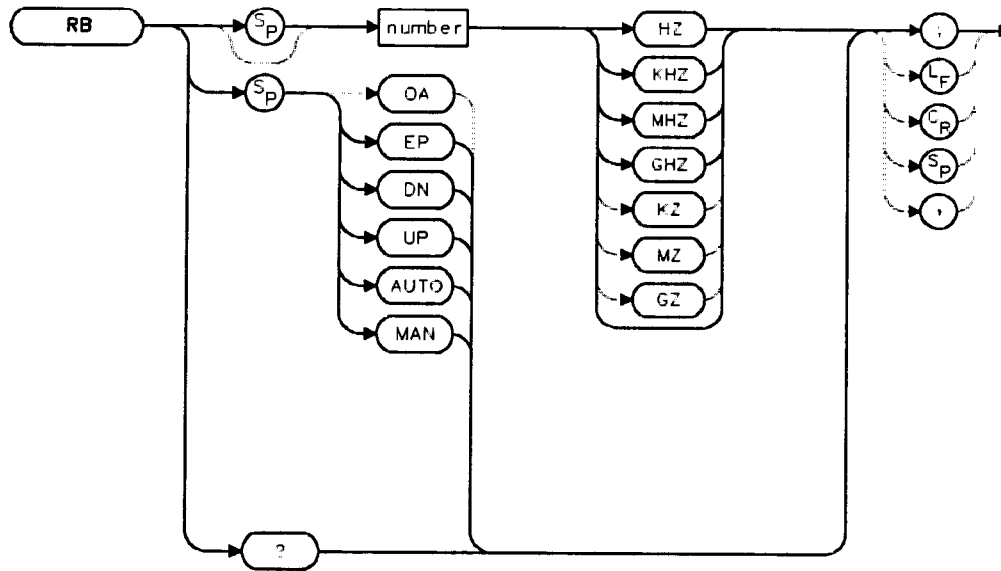 RB
SP
number
HZ
KHZ
MHZ
GHZ
KZ
MZ
GZ
;
LF
CR
SP
,
SP
OA
EP
DN
UP
AUTO
MAN
?